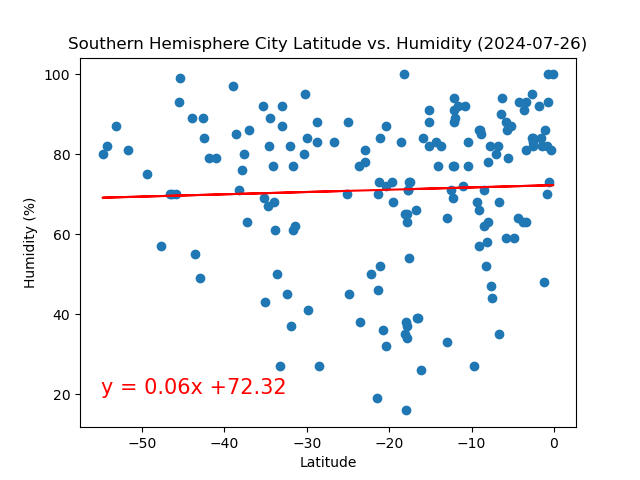 Southern Hemisphere City Latitude vs. Humidity (2024-07-26)
100
80
60
40
20
Humidity (%)
y = 0.06x +72.32
−50 −40 −30 −20 −10 0
Latitude